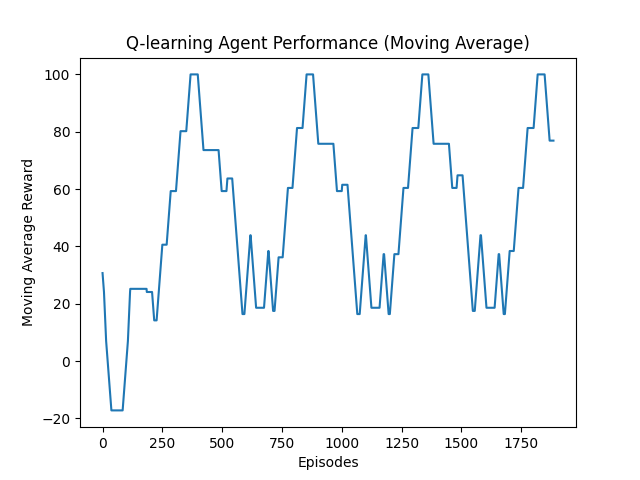 Q-learning Agent Performance (Moving Average)
100
80
60
40
20
0
−20
Moving Average Reward
0 250 500 750 1000 1250 1500 1750
Episodes